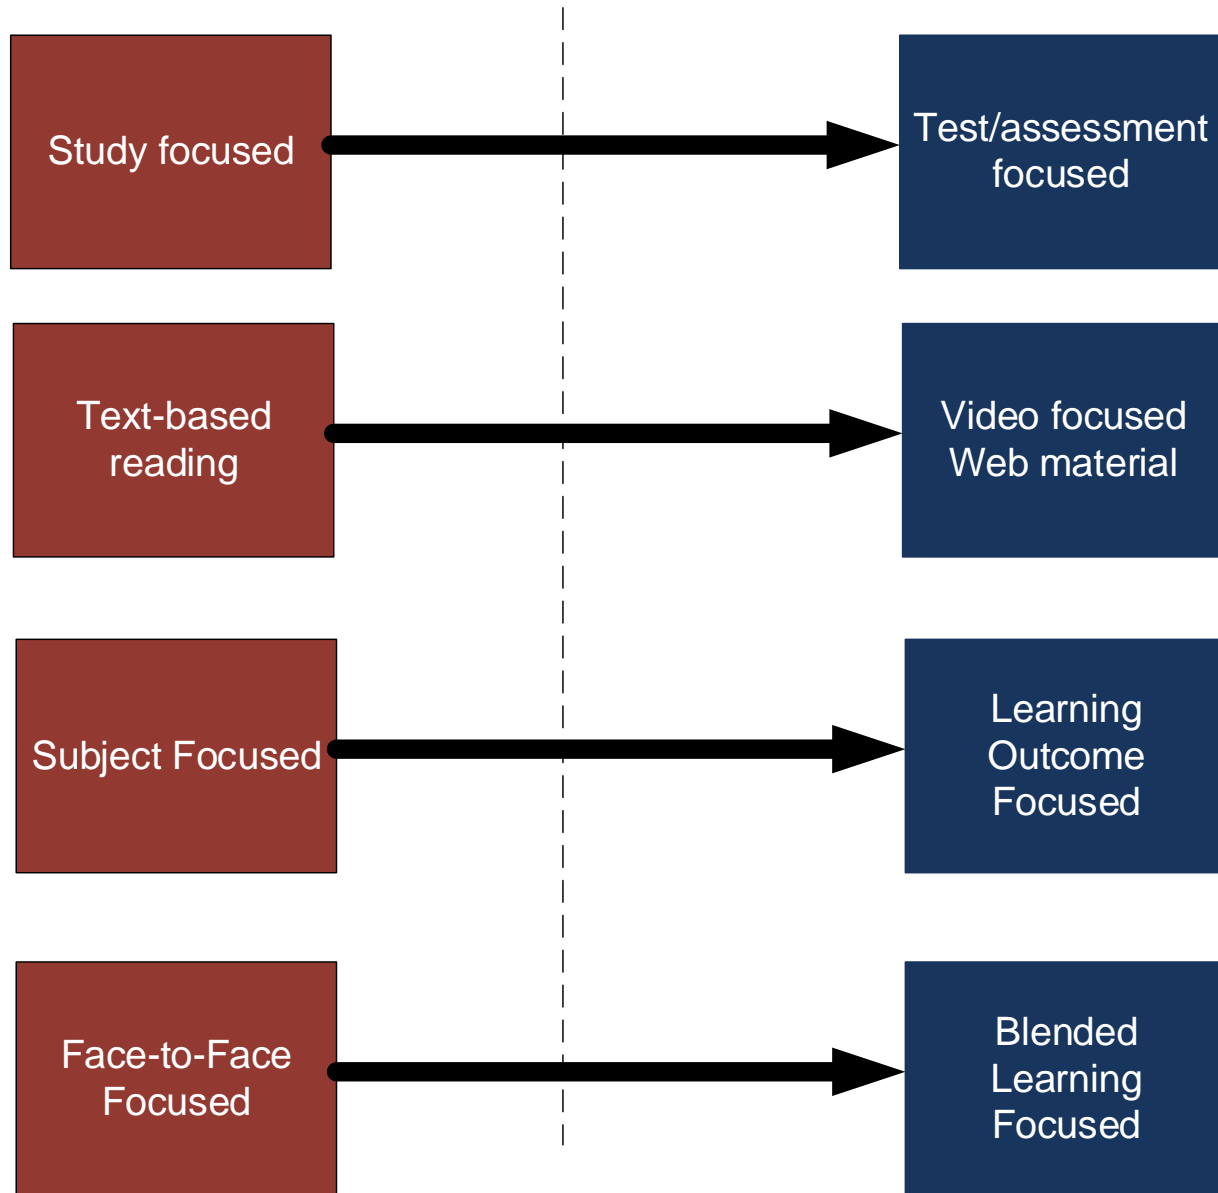 Study focused
Test/assessment
focused
Text-based
reading
Video focused
Web material
Subject Focused
Learning
Outcome
Focused
Face-to-Face
Focused
Blended
Learning
Focused